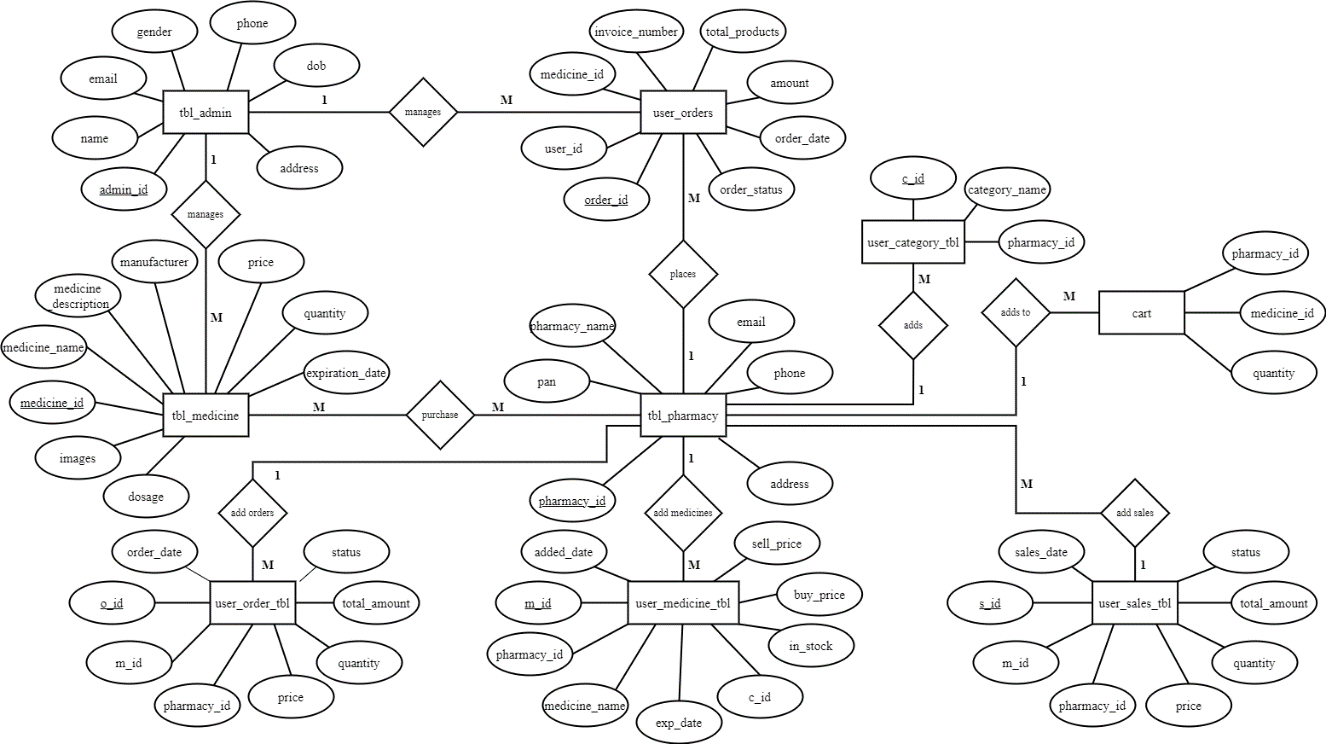 phone
gender
invoice_number
total_products
dob
email
medicine_id
amount
tbl_admin
1
manages
M
user_orders
name
order_date
user_id
address
admin_id
1
order_id
order_status
M
c_id
category_name
manages
user_category_tbl
pharmacy_id
manufacturer
price
places
M
pharmacy_id
medicine
_description
quantity
M
pharmacy_name
email
adds
adds to
M
cart
medicine_id
medicine_name
1
expiration_date
pan
phone
1
1
quantity
medicine_id
tbl_medicine
M
purchase
M
tbl_pharmacy
images
1
1
dosage
pharmacy_id
address
M
add orders
add medicines
add sales
order_date
status
M
added_date
M
sell_price
sales_date
1
status
o_id
user_order_tbl
total_amount
m_id
user_medicine_tbl
buy_price
s_id
user_sales_tbl
total_amount
m_id
quantity
pharmacy_id
in_stock
m_id
quantity
pharmacy_id
price
medicine_name
exp_date
c_id
pharmacy_id
price